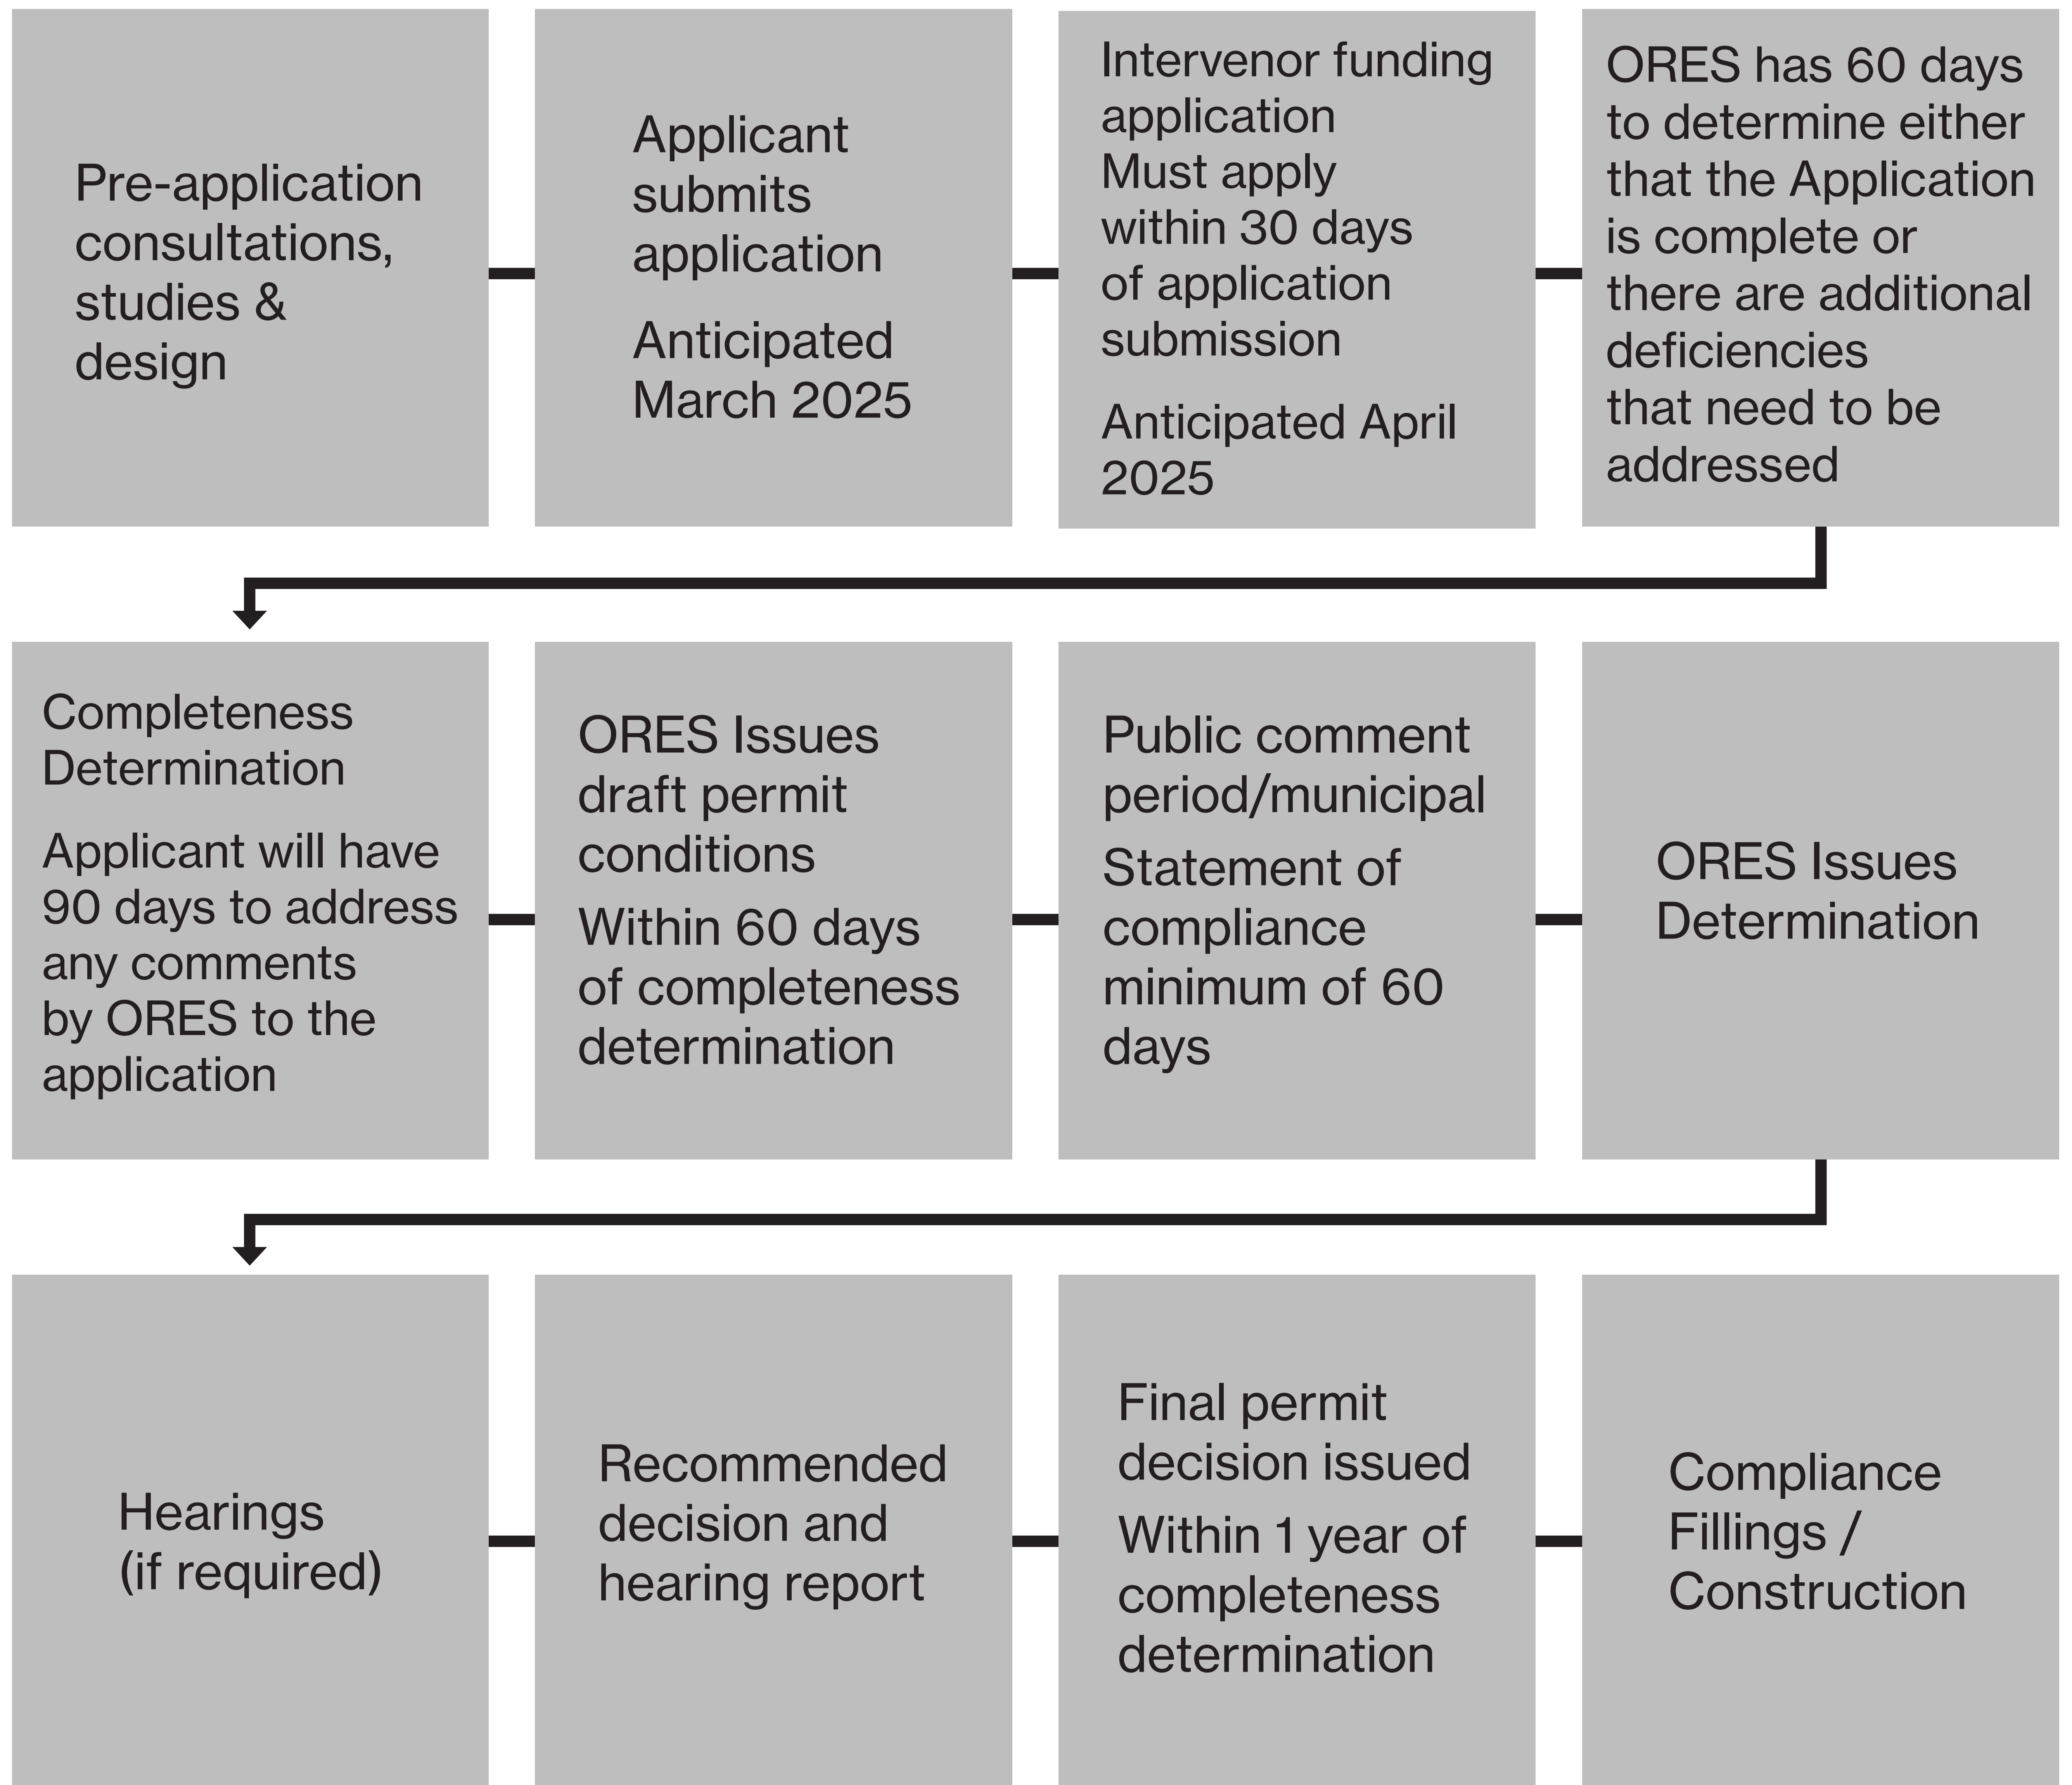 Pre-application
consultations,
studies &
design
Applicant
submits
application
Anticipated
March 2025
Intervenor funding
application
Must apply
within 30 days
of application
submission
Anticipated April
2025
ORES has 60 days
to determine either
that the Application
is complete or
there are additional
deficiencies
that need to be
addressed
Completeness
Determination
Applicant will have
90 days to address
any comments
by ORES to the
application
ORES Issues
draft permit
conditions
Within 60 days
of completeness
determination
Public comment
period/municipal
Statement of
compliance
minimum of 60
days
ORES Issues
Determination
Hearings
(if required)
Recommended
decision and
hearing report
Final permit
decision issued
Within 1 year of
completeness
determination
Compliance
Fillings /
Construction